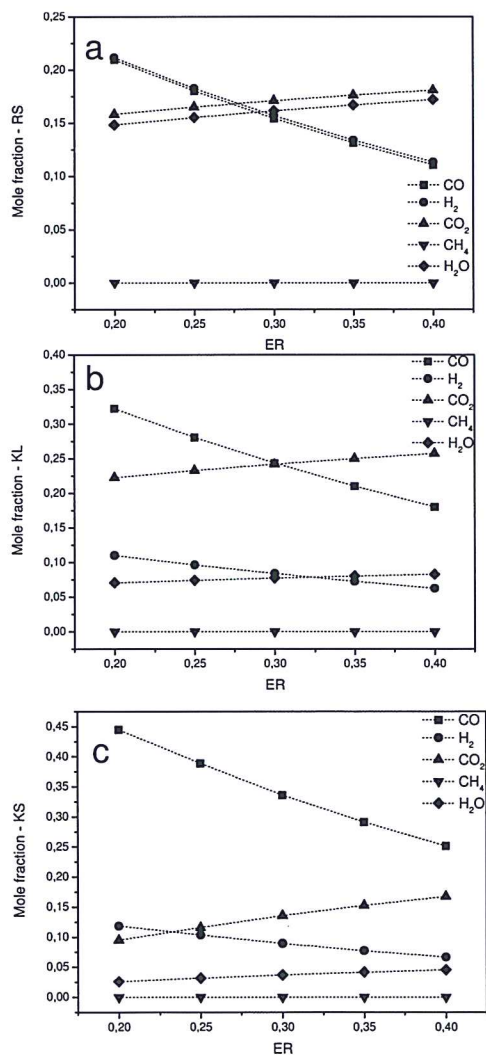 a
Mole fraction - RS
0,25
0,20
0,15
0,10
0,05
0,00
CO
H2
CO2
CH4
H2O
0,20 0,25 0,30 0,35 0,40
ER
b
Mole fraction - KL
0,40
0,35
0,30
0,25
0,20
0,15
0,10
0,05
0,00
CO
H2
CO2
CH4
H2O
0,20 0,25 0,30 0,35 0,40
ER
c
Mole fraction - KS
0,45
0,40
0,35
0,30
0,25
0,20
0,15
0,10
0,05
0,00
CO
H2
CO2
CH4
H2O
0,20 0,25 0,30 0,35 0,40
ER